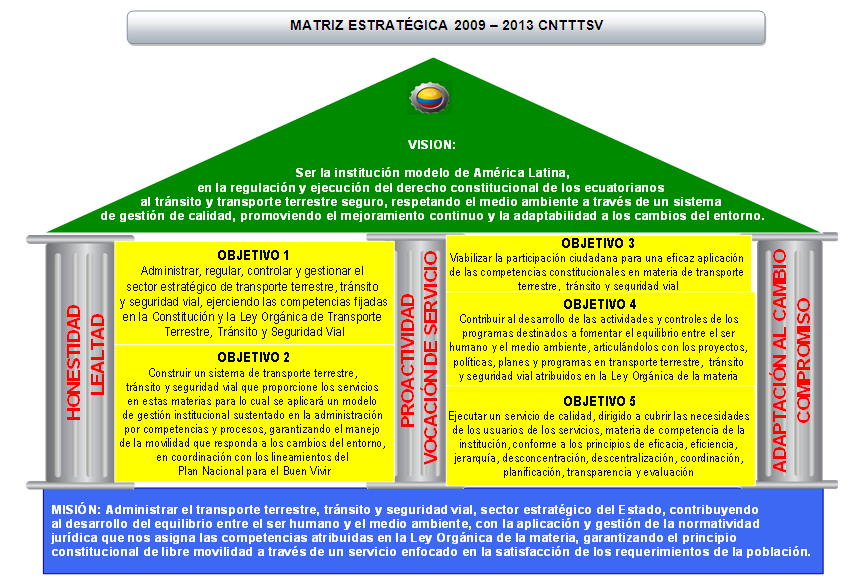 MATRIZ ESTRATÉGICA 2009 – 2013 CNTTTSV
VISION:
Ser la institución modelo de América Latina,
en la regulación y ejecución del derecho constitucional de los ecuatorianos
al tránsito y transporte terrestre seguro, respetando el medio ambiente a través de un sistema
de gestión de calidad, promoviendo el mejoramiento continuo y la adaptabilidad a los cambios del entorno.
HONESTIDAD
LEALTAD
OBJETIVO 1
Administrar, regular, controlar y gestionar el
sector estratégico de transporte terrestre, tránsito
y seguridad vial, ejerciendo las competencias fijadas
en la Constitución y la Ley Orgánica de Transporte
Terrestre, Tránsito y Seguridad Vial
OBJETIVO 2
Construir un sistema de transporte terrestre,
tránsito y seguridad vial que proporcione los servicios
en estas materias para lo cual se aplicará un modelo
de gestión institucional sustentado en la administración
por competencias y procesos, garantizando el manejo
de la movilidad que responda a los cambios del entorno,
en coordinación con los lineamientos del
Plan Nacional para el Buen Vivir
PROACTIVIDAD
VOCACIÓN DE SERVICIO
OBJETIVO 3
Viabilizar la participación ciudadana para una eficaz aplicación
de las competencias constitucionales en materia de transporte
terrestre, tránsito y seguridad vial
OBJETIVO 4
Contribuir al desarrollo de las actividades y controles de los
programas destinados a fomentar el equilibrio entre el ser
humano y el medio ambiente, articulándolos con los proyectos,
políticas, planes y programas en transporte terrestre, tránsito
y seguridad vial atribuidos en la Ley Orgánica de la materia
OBJETIVO 5
Ejecutar un servicio de calidad, dirigido a cubrir las necesidades
de los usuarios de los servicios, materia de competencia de la
institución, conforme a los principios de eficacia, eficiencia,
jerarquía, desconcentración, descentralización, coordinación,
planificación, transparencia y evaluación
ADAPTACIÓN AL CAMBIO
COMPROMISO
MISIÓN: Administrar el transporte terrestre, tránsito y seguridad vial, sector estratégico del Estado, contribuyendo
al desarrollo del equilibrio entre el ser humano y el medio ambiente, con la aplicación y gestión de la normatividad
jurídica que nos asigna las competencias atribuidas en la Ley Orgánica de la materia, garantizando el principio
constitucional de libre movilidad a través de un servicio enfocado en la satisfacción de los requerimientos de la población.